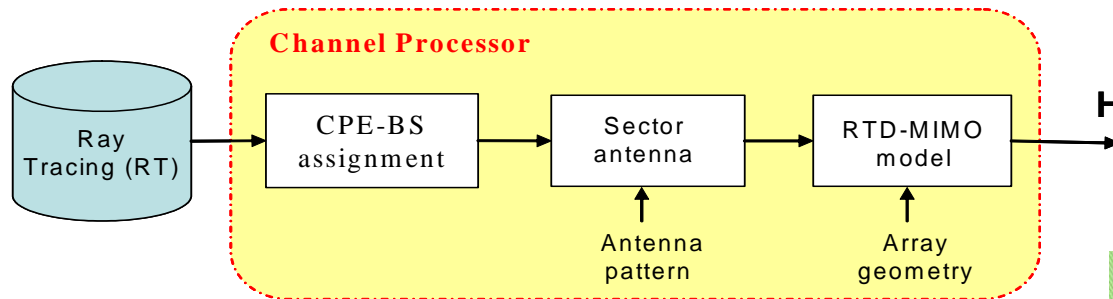 Channel Processor
Ray
Tracing (RT)
CPE-BS
assignment
Sector
antenna
RTD-MIMO
model
H
Antenna
pattern
Array
geometry